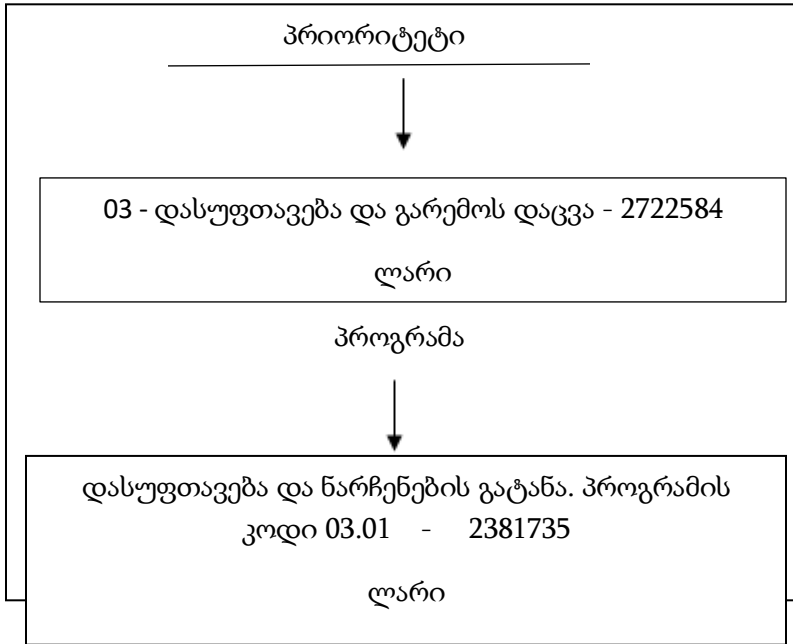 პრიორიტეტი
03 - დასუფთავება და გარემოს დაცვა - 2722584
ლარი
პროგრამა
დასუფთავება და ნარჩენების გატანა. პროგრამის
კოდი 03.01 - 2381735
ლარი